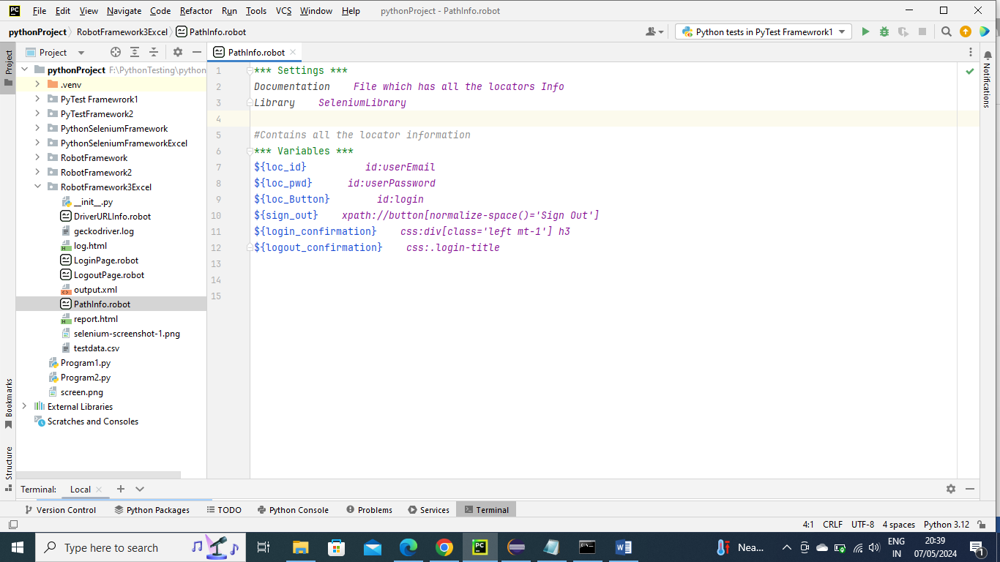 PC File Edit View Navigate Code Refactor Run Tools VCS Window Help pythonProject - PathInfo.robot
pythonProject RobotFramework3Excel PathInfo.robot Python tests in PyTest Framewrork1
Project
Project
PathInfo.robot
pythonProject F:\PythonTesting\python
.venv
PyTest Framewrork1
PyTestFramework2
PythonSeleniumFramework
PythonSeleniumFrameworkExcel
RobotFramework
RobotFramework2
RobotFramework3Excel
__init__.py
DriverURLInfo.robot
geckodriver.log
log.html
LoginPage.robot
LogoutPage.robot
output.xml
PathInfo.robot
report.html
selenium-screenshot-1.png
testdata.csv
Program1.py
Program2.py
screen.png
External Libraries
Scratches and Consoles
1 *** Settings ***
2 Documentation    File which has all the locators Info
3 Library    SeleniumLibrary
4
5 #Contains all the locator information
6 *** Variables ***
7 ${loc_id}          id:userEmail
8 ${loc_pwd}      id:userPassword
9 ${loc_Button}        id:login
10 ${sign_out}    xpath://button[normalize-space()='Sign Out']
11 ${login_confirmation}    css:div[class='left mt-1'] h3
12 ${logout_confirmation}    css:.login-title
13
14
15
Notifications
Bookmarks
Structure
Terminal: Local
Version Control Python Packages TODO Python Console Problems Services Terminal
4:1 CRLF UTF-8 4 spaces Python 3.12
Type here to search
PC
W
Nea...
ENG
IN
20:39
07/05/2024
1